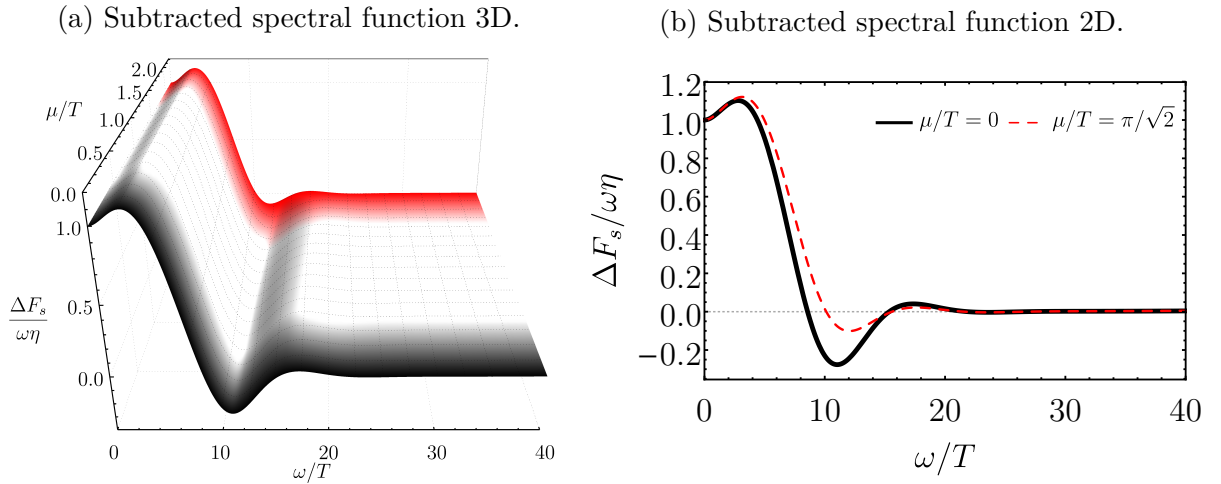 (a) Subtracted spectral function 3D.
2.0
1.5
μ/T
1.0
0.5
0.0
1.0
0.5
ΔF_s/ωη
0.0
0
10
20
30
40
ω/T
(b) Subtracted spectral function 2D.
1.2
1.0
0.8
0.6
0.4
0.2
0.0
−0.2
ΔF_s/ωη
μ/T = 0
μ/T = π/√2
0
10
20
30
40
ω/T